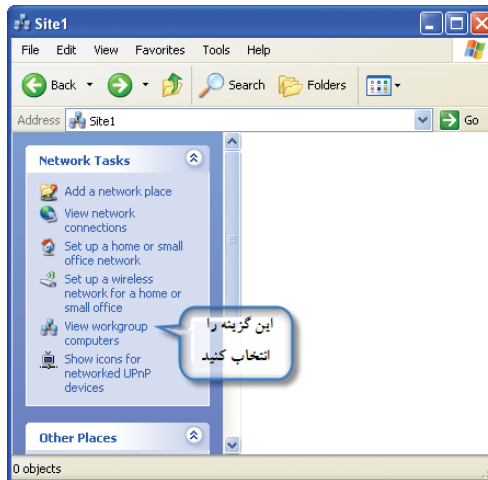 Site1
File Edit View Favorites Tools Help
Back Search Folders
Address Site1 Go
Network Tasks
Add a network place
View network
connections
Set up a home or small
office network
Set up a wireless
network for a home or
small office
View workgroup
computers
این گزینه را
انتخاب کنید
Show icons for
networked UPnP
devices
Other Places
0 objects